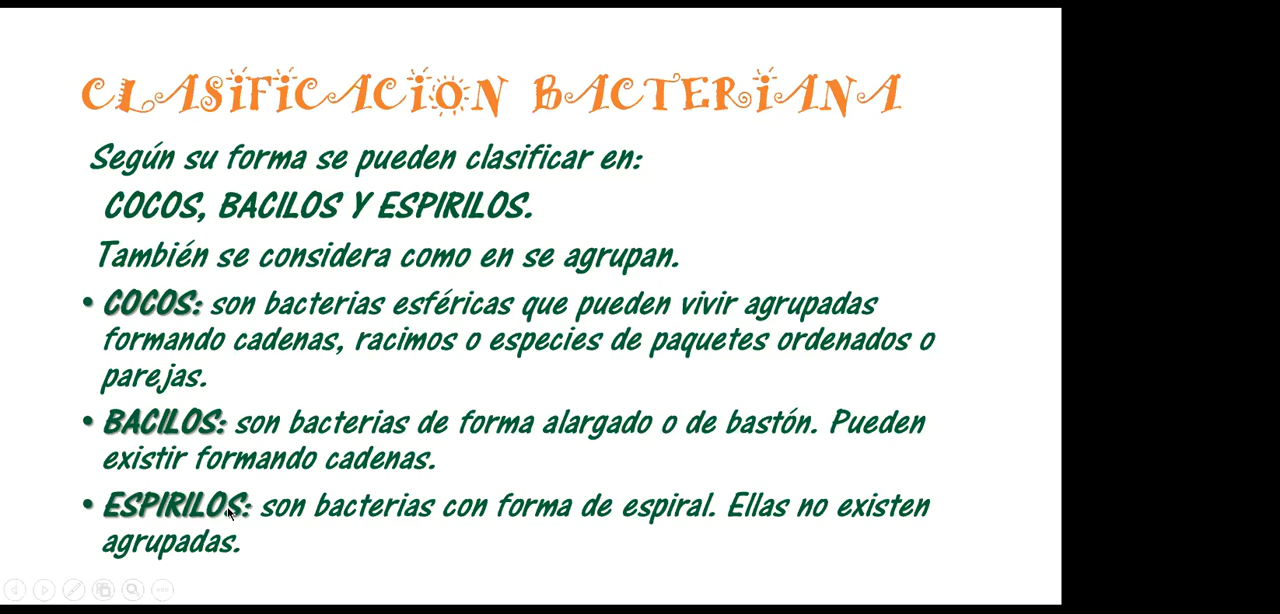 CLASIFICACION BACTERIANA
Según su forma se pueden clasificar en:
COCOS, BACILOS Y ESPIRILOS.
También se considera como en se agrupan.
• COCOS: son bacterias esféricas que pueden vivir agrupadas
formando cadenas, racimos o especies de paquetes ordenados o
parejas.
• BACILOS: son bacterias de forma alargado o de bastón. Pueden
existir formando cadenas.
• ESPIRILOS: son bacterias con forma de espiral. Ellas no existen
agrupadas.